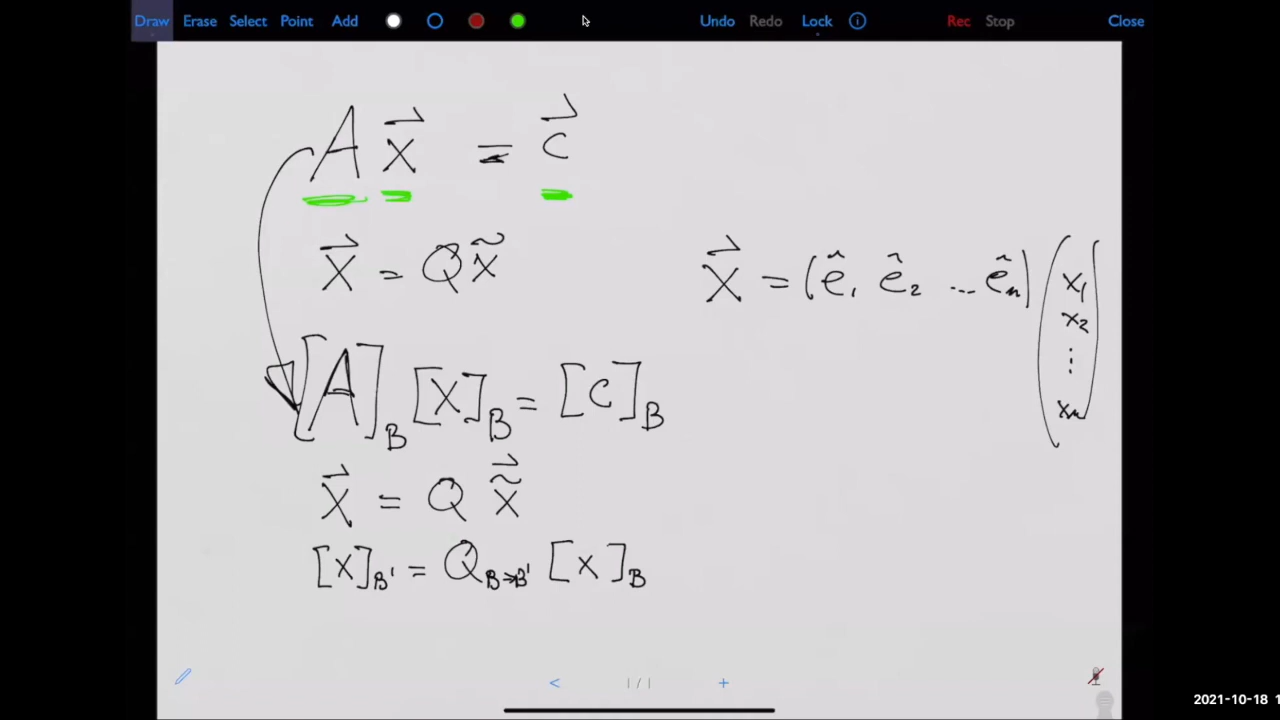 Draw Erase Select Point Add Undo Redo Lock Rec Stop Close
A x⃗ = c⃗
x⃗ = Q x̃
x⃗ = (ê₁ ê₂ ... êₙ) (x₁ x₂ ⋮ xₙ)
[A]_B [x]_B = [c]_B
x⃗ = Q x̃⃗
[x]_B' = Q_B→B' [x]_B
< 1/1 +
2021-10-18 1